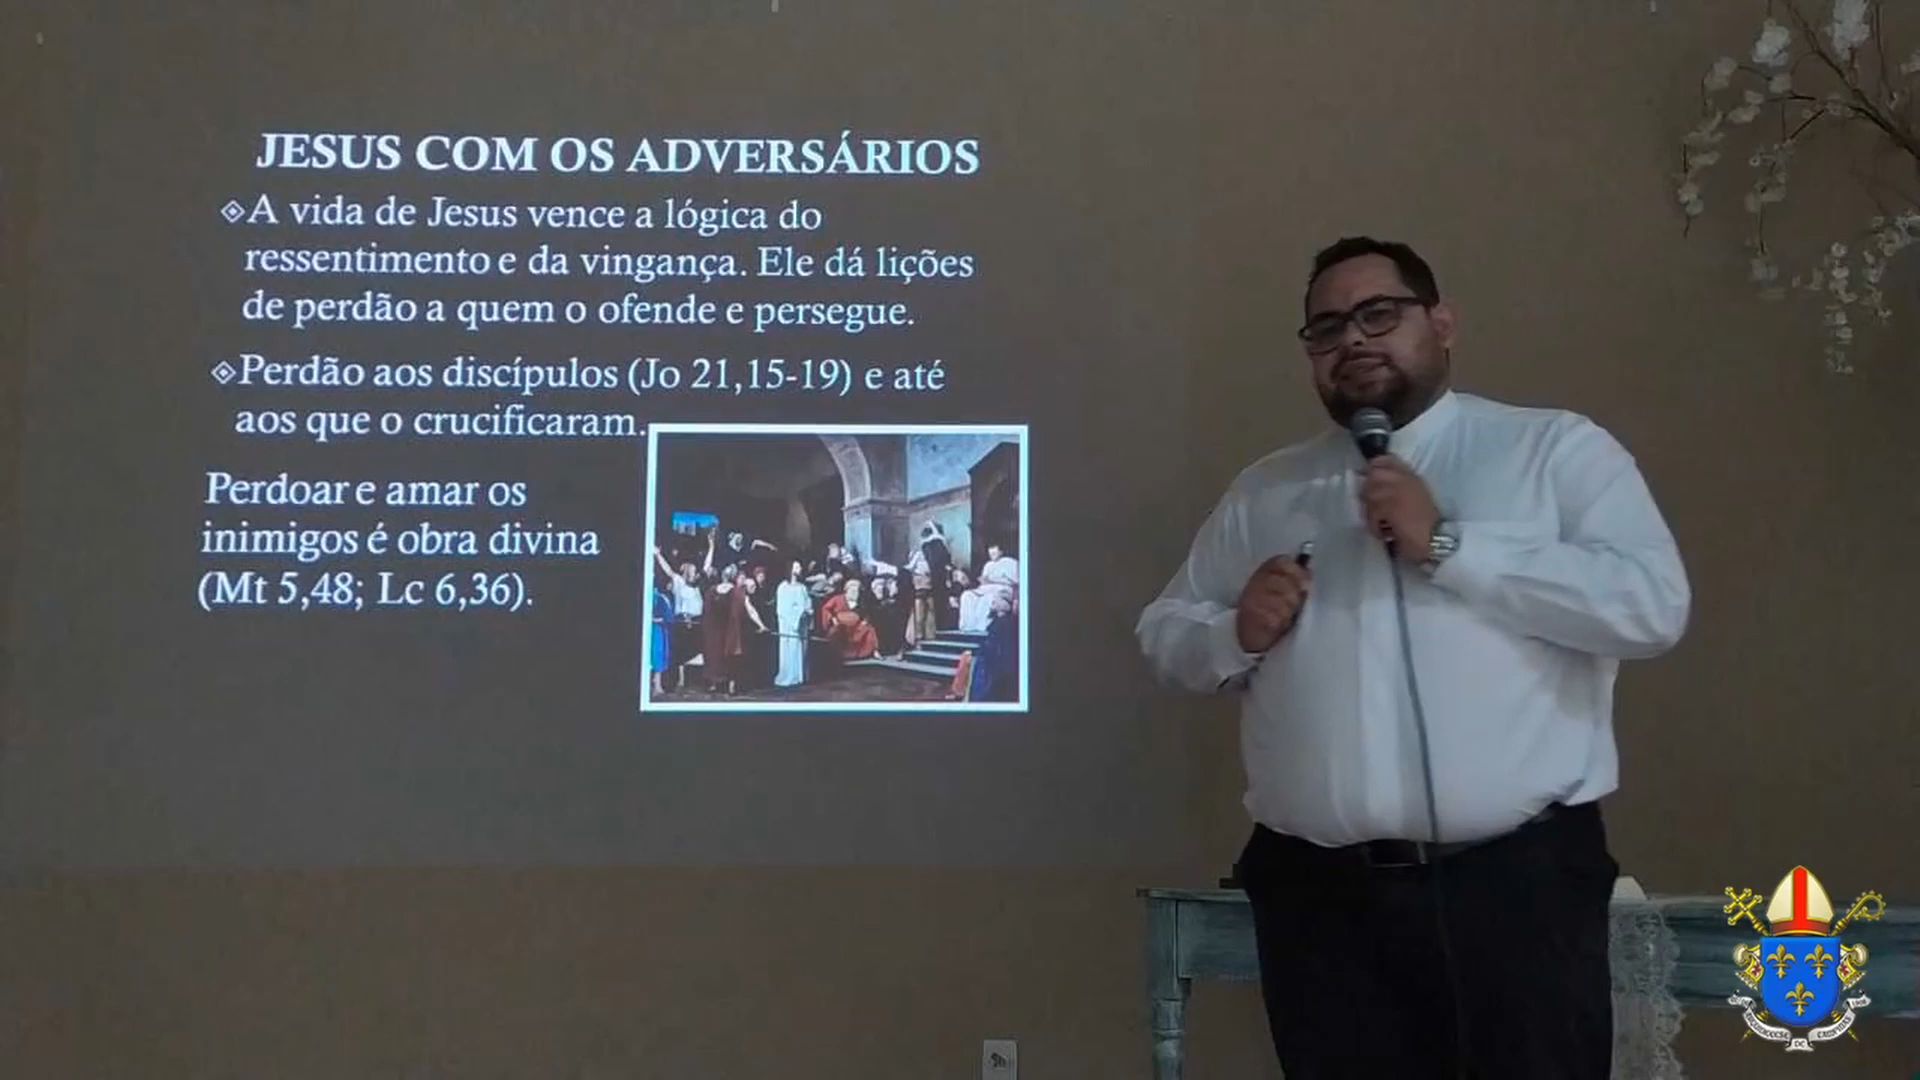 JESUS COM OS ADVERSÁRIOS
A vida de Jesus vence a lógica do
ressentimento e da vingança. Ele dá lições
de perdão a quem o ofende e persegue.
Perdão aos discípulos (Jo 21,15-19) e até
aos que o crucificaram.
Perdoar e amar os
inimigos é obra divina
(Mt 5,48; Lc 6,36).